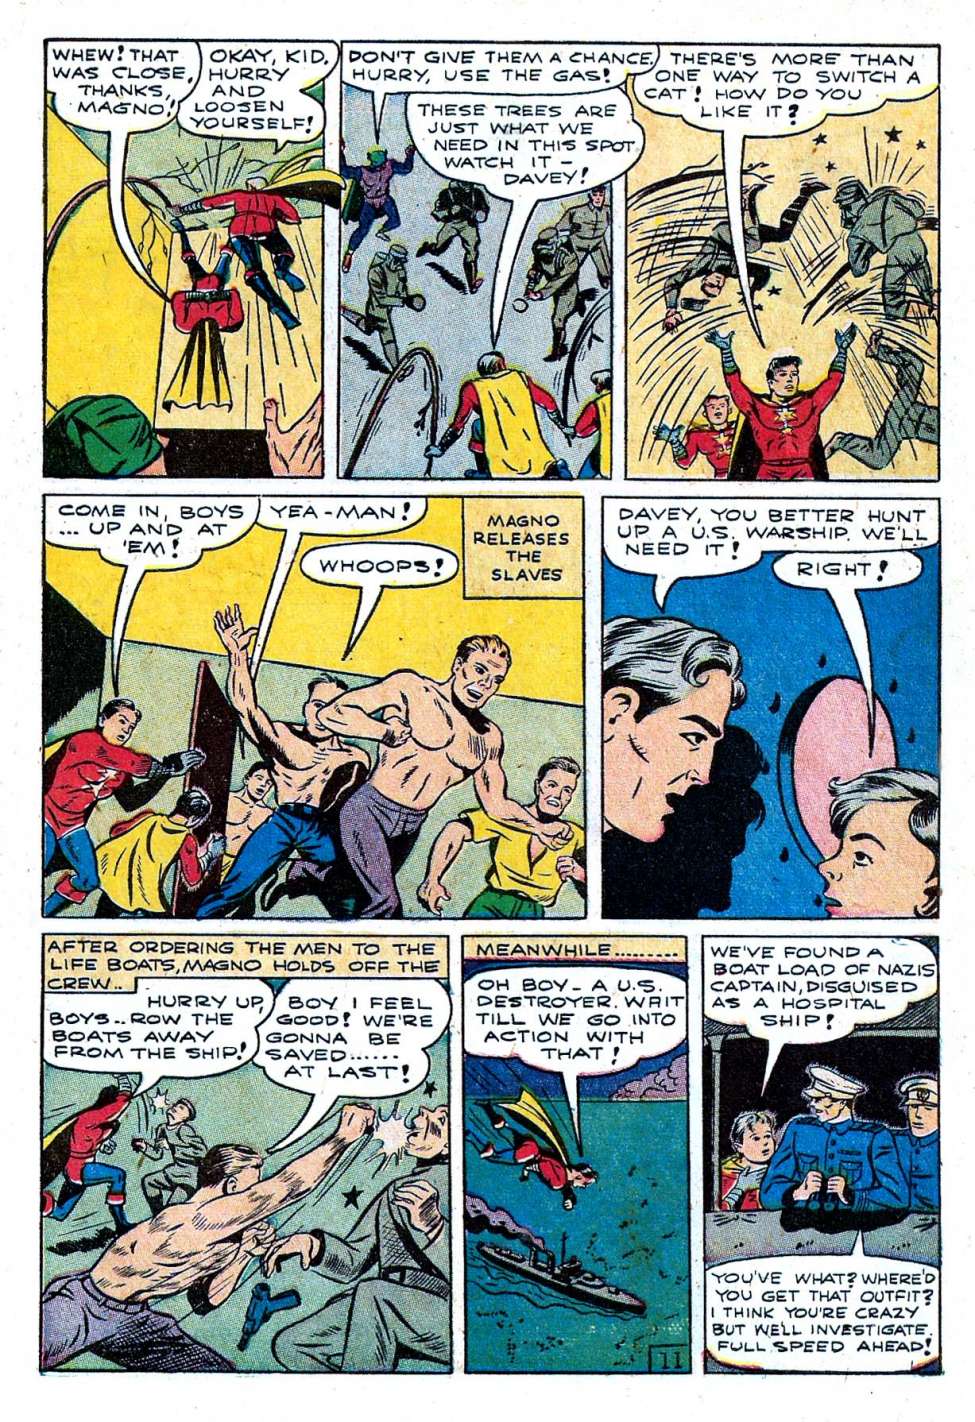 WHEW! THAT
WAS CLOSE,
THANKS,
MAGNO!
OKAY, KID,
HURRY
AND
LOOSEN
YOURSELF!
DON'T GIVE THEM A CHANCE.
HURRY, USE THE GAS!
THESE TREES ARE
JUST WHAT WE
NEED IN THIS SPOT.
WATCH IT -
DAVEY!
THERE'S MORE THAN
ONE WAY TO SWITCH A
CAT! HOW DO YOU
LIKE IT?
COME IN, BOYS
... UP AND AT
'EM!
YEA-MAN!
WHOOPS!
MAGNO
RELEASES
THE
SLAVES
DAVEY, YOU BETTER HUNT
UP A U.S. WARSHIP. WE'LL
NEED IT!
RIGHT!
AFTER ORDERING THE MEN TO THE
LIFE BOATS, MAGNO HOLDS OFF THE
CREW..
HURRY UP,
BOYS.. ROW THE
BOATS AWAY
FROM THE SHIP!
BOY I FEEL
GOOD! WE'RE
GONNA BE
SAVED......
AT LAST!
MEANWHILE.........
OH BOY - A U.S.
DESTROYER. WAIT
TILL WE GO INTO
ACTION WITH
THAT!
11
WE'VE FOUND A
BOAT LOAD OF NAZIS
CAPTAIN, DISGUISED
AS A HOSPITAL
SHIP!
YOU'VE WHAT? WHERE'D
YOU GET THAT OUTFIT?
I THINK YOU'RE CRAZY
BUT WE'LL INVESTIGATE.
FULL SPEED AHEAD!